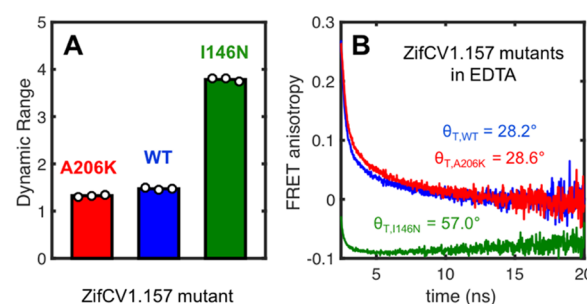 A
Dynamic Range
5
4
3
2
1
0
A206K
WT
I146N
ZifCV1.157 mutant
B
FRET anisotropy
0.3
0.2
0.1
0
-0.1
ZifCV1.157 mutants
in EDTA
θT,WT = 28.2°
θT,A206K = 28.6°
θT,I146N = 57.0°
5
10
15
20
time (ns)